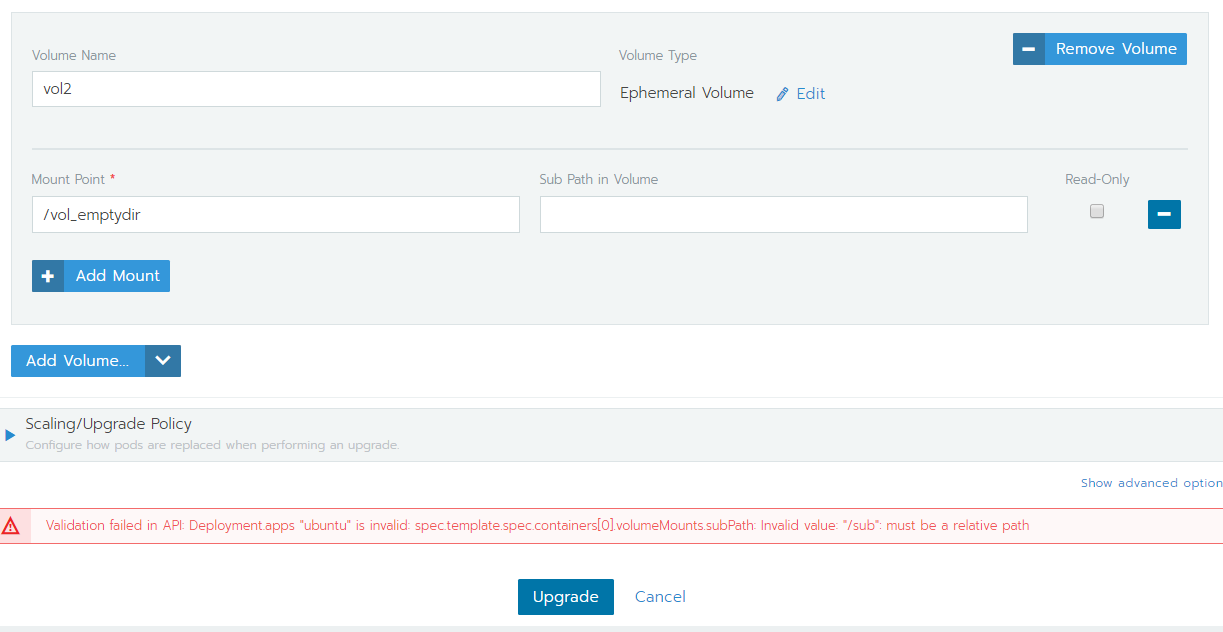 Volume Name
Volume Type
Remove Volume
vol2
Ephemeral Volume
Edit
Mount Point *
Sub Path in Volume
Read-Only
/vol_emptydir
Add Mount
Add Volume...
Scaling/Upgrade Policy
Configure how pods are replaced when performing an upgrade.
Show advanced option
Validation failed in API: Deployment.apps "ubuntu" is invalid: spec.template.spec.containers[0].volumeMounts.subPath: Invalid value: "/sub": must be a relative path
Upgrade
Cancel